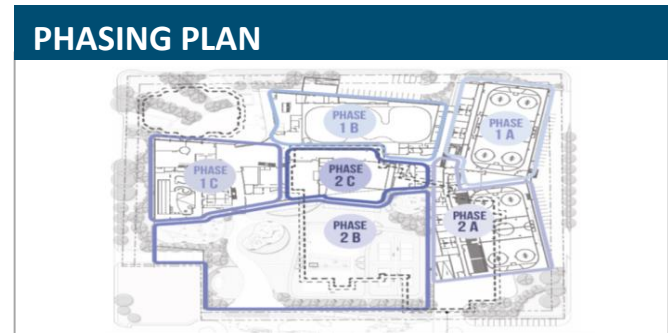 PHASING PLAN
PHASE
1 B
PHASE
1 A
PHASE
1 C
PHASE
2 C
PHASE
2 A
PHASE
2 B